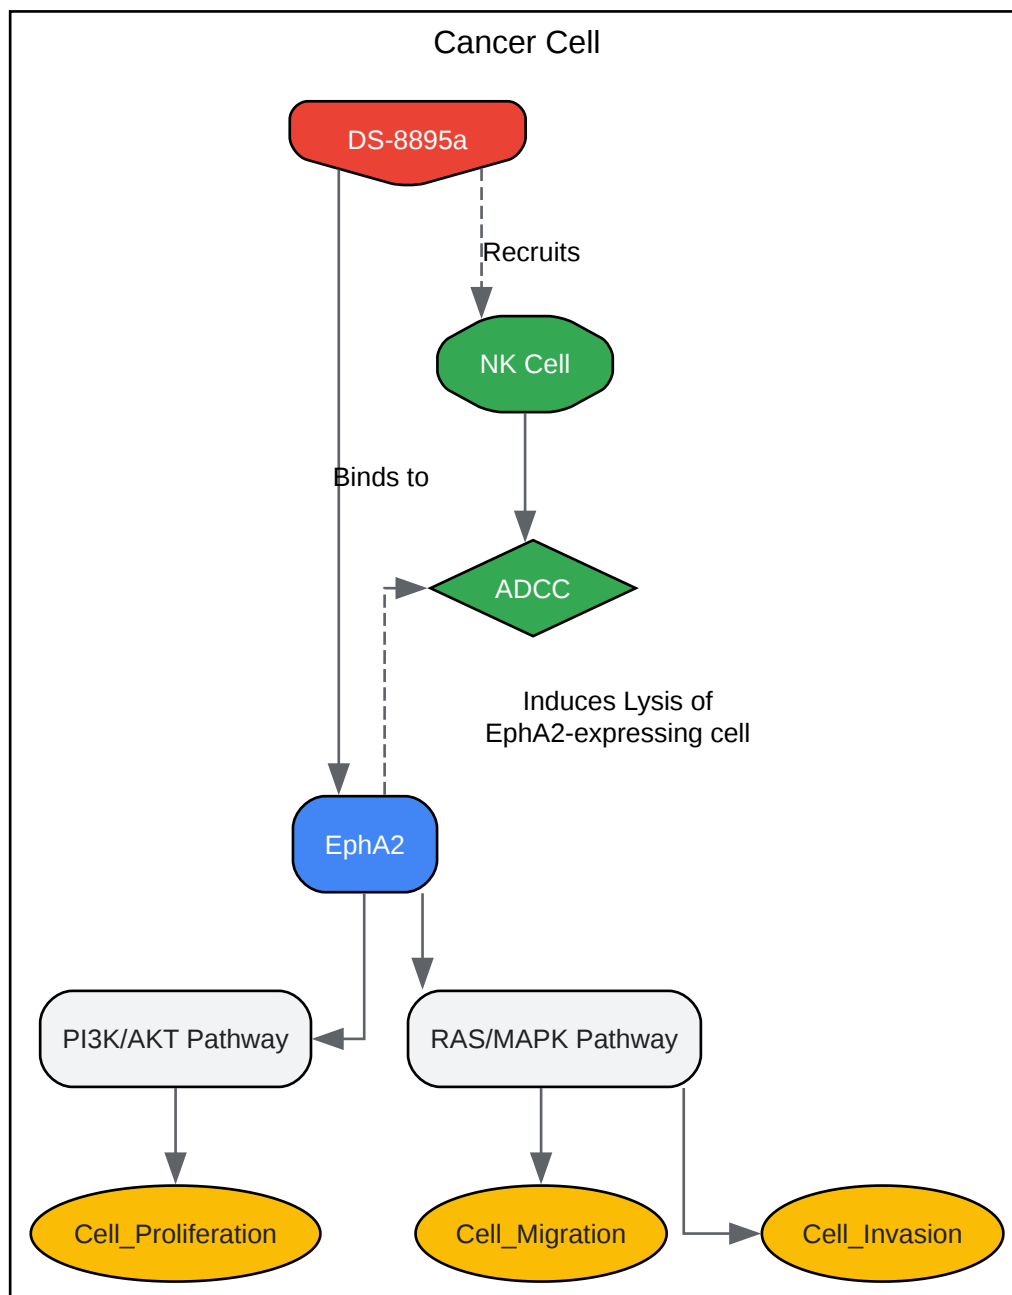 Cancer Cell
DS-8895a
Recruits
NK Cell
Binds to
ADCC
Induces Lysis of
EphA2-expressing cell
EphA2
PI3K/AKT Pathway
RAS/MAPK Pathway
Cell_Proliferation
Cell_Migration
Cell_Invasion